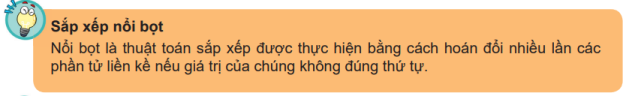 Sắp xếp nổi bọt
Nổi bọt là thuật toán sắp xếp được thực hiện bằng cách hoán đổi nhiều lần các
phần tử liền kề nếu giá trị của chúng không đúng thứ tự.